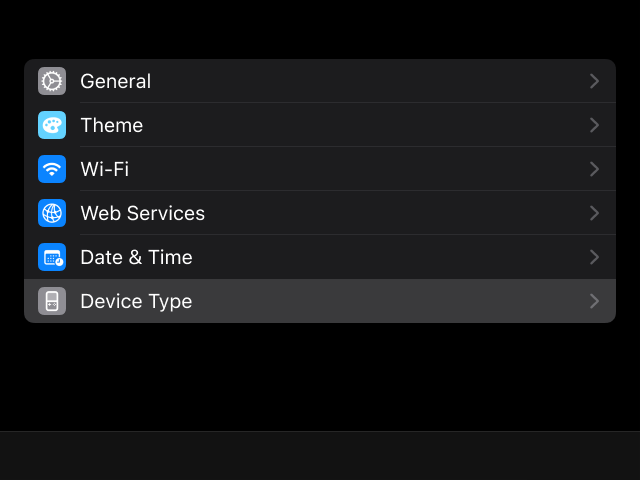 General
Theme
Wi-Fi
Web Services
Date & Time
Device Type